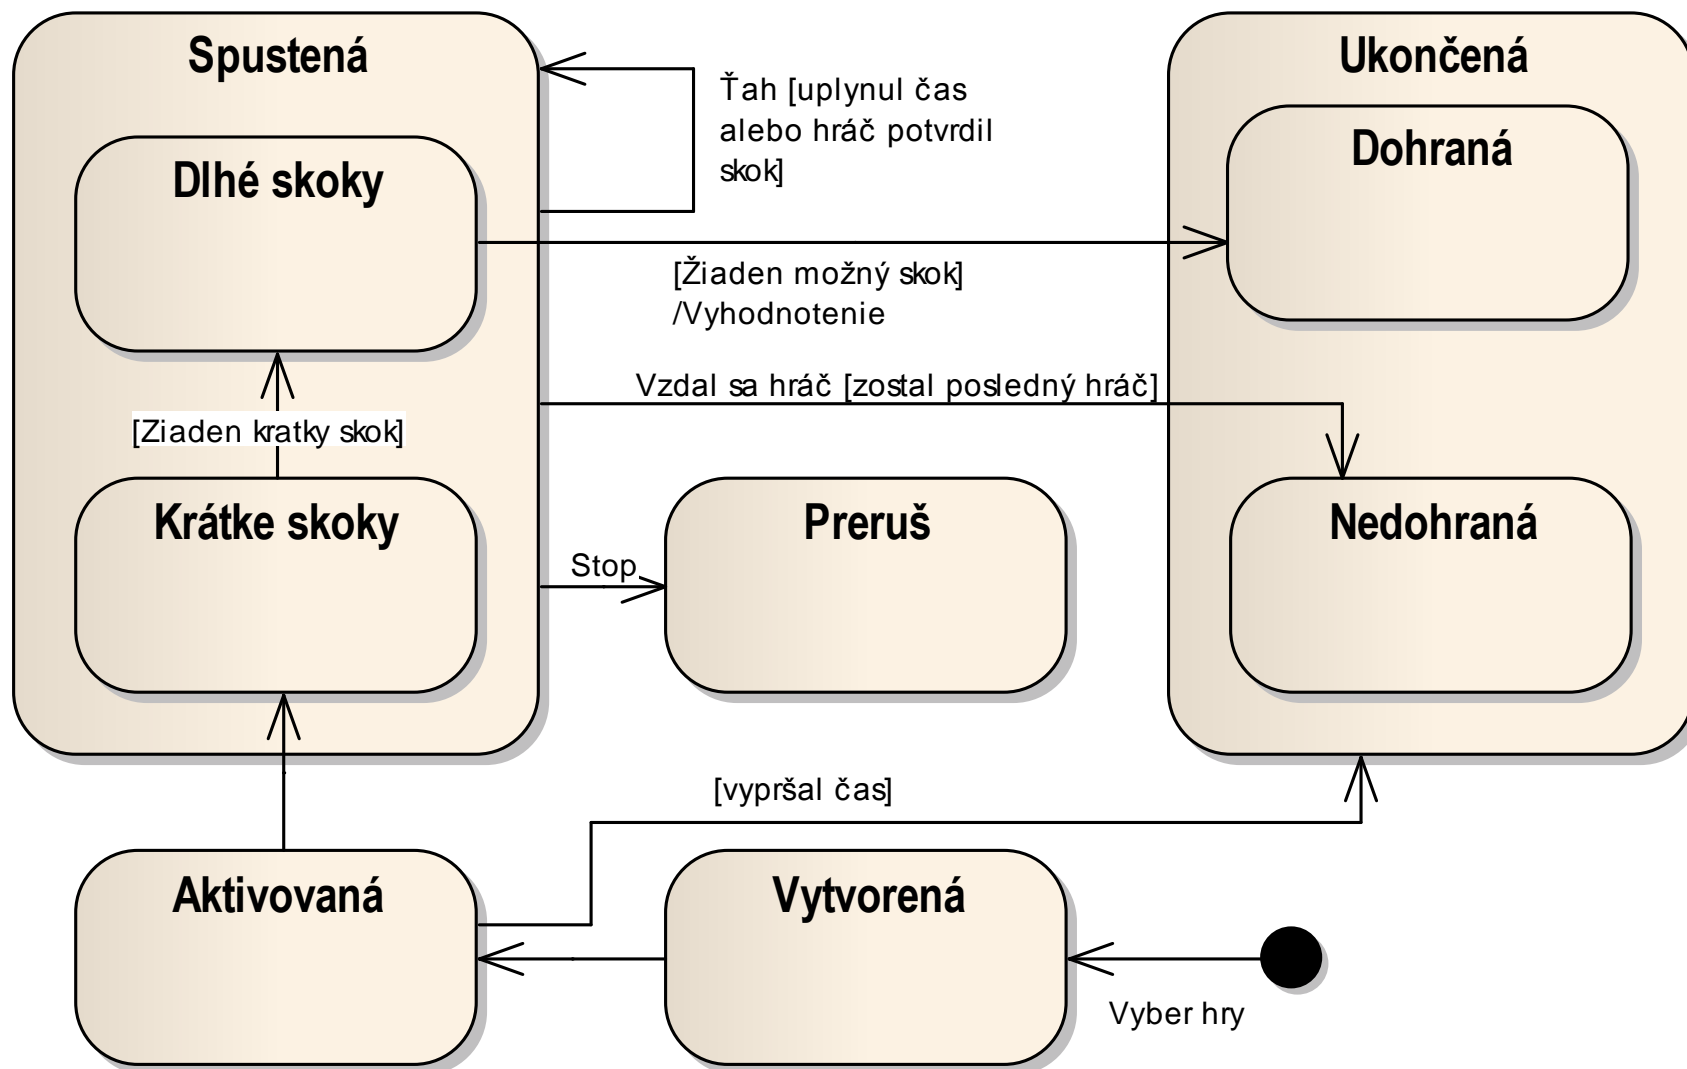 Spustená
Ukončená
Ťah [uplynul čas
alebo hráč potvrdil
skok]
Dlhé skoky
Dohraná
[Žiaden možný skok]
/Vyhodnotenie
Vzdal sa hráč [zostal posledný hráč]
[Ziaden kratky skok]
Krátke skoky
Preruš
Nedohraná
Stop
[vypršal čas]
Aktivovaná
Vytvorená
Vyber hry